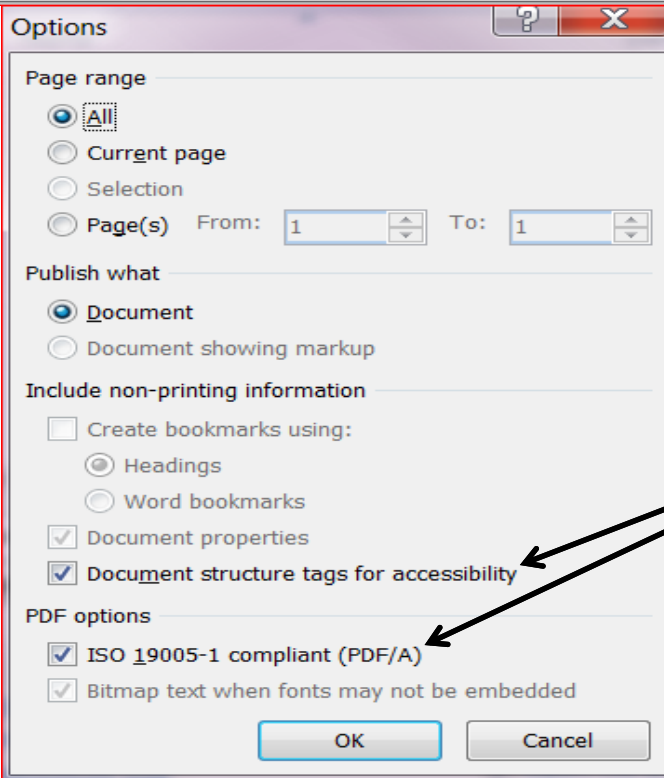 Options
Page range
All
Current page
Selection
Page(s) From: 1 To: 1
Publish what
Document
Document showing markup
Include non-printing information
Create bookmarks using:
Headings
Word bookmarks
Document properties
Document structure tags for accessibility
PDF options
ISO 19005-1 compliant (PDF/A)
Bitmap text when fonts may not be embedded
OK Cancel